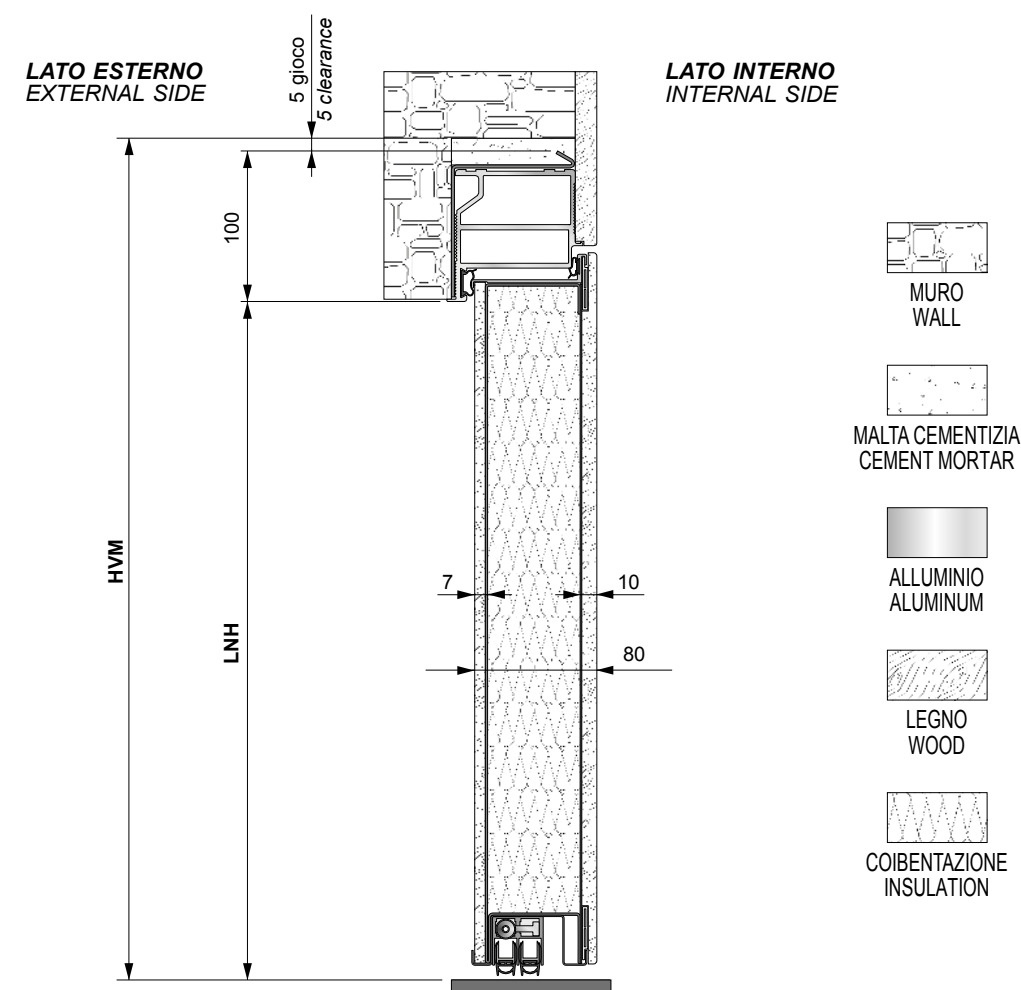 LATO ESTERNO
EXTERNAL SIDE
5 gioco
5 clearance
LATO INTERNO
INTERNAL SIDE
100
HVM
LNH
7
10
80
MURO
WALL
MALTA CEMENTIZIA
CEMENT MORTAR
ALLUMINIO
ALUMINUM
LEGNO
WOOD
COIBENTAZIONE
INSULATION